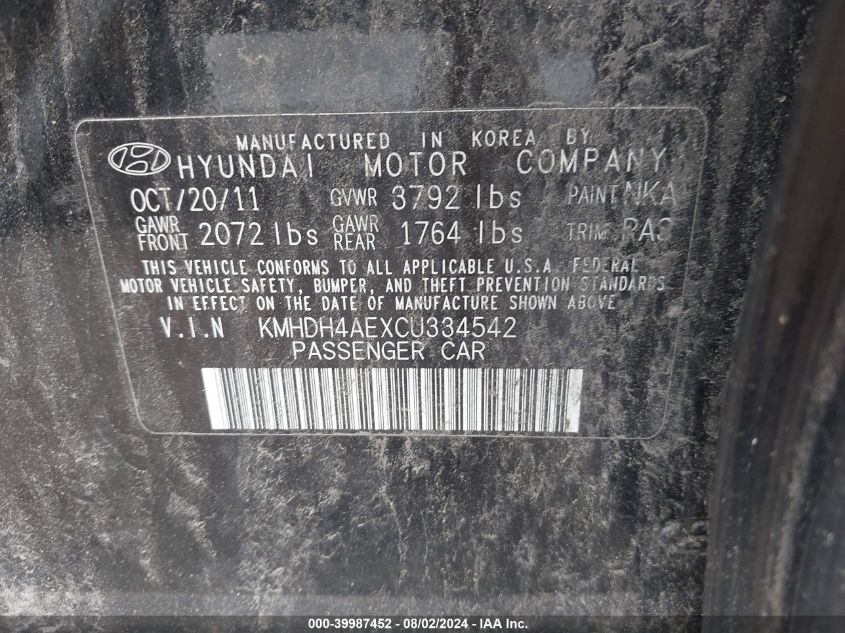 MANUFACTURED IN KOREA BY
HYUNDAI MOTOR COMPANY
OCT/20/11 GVWR 3792 lbs PAINT NKA
GAWR FRONT 2072 lbs GAWR REAR 1764 lbs TRIM
THIS VEHICLE CONFORMS TO ALL APPLICABLE U.S.A FEDERAL
MOTOR VEHICLE SAFETY, BUMPER, AND THEFT PREVENTION STANDARDS
IN EFFECT ON THE DATE OF MANUFACTURE SHOWN ABOVE
V.I.N KMHDH4AEXCU334542
PASSENGER CAR
000-39987452 - 08/02/2024 - IAA Inc.